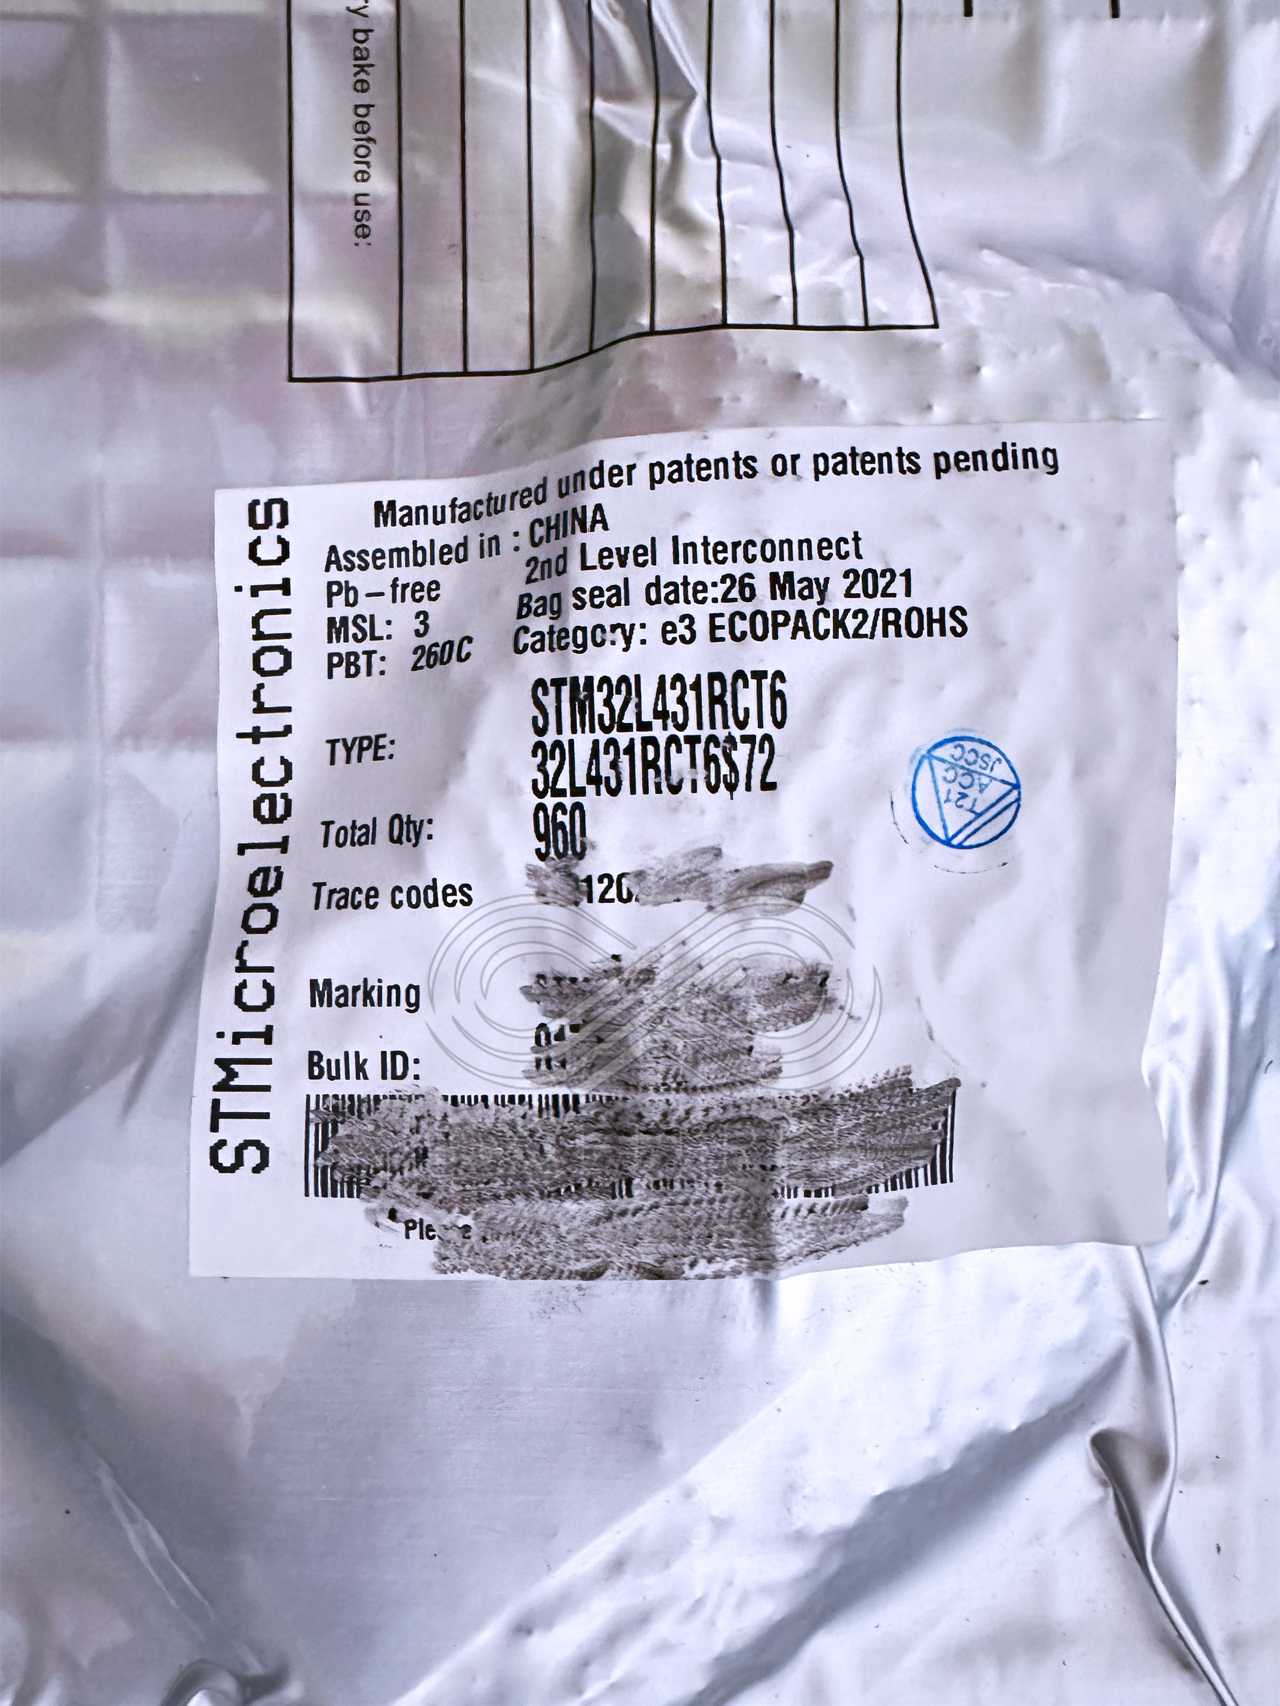 y bake before use:
STMicroelectronics
Manufactured under patents or patents pending
Assembled in : CHINA
Pb-free 2nd Level Interconnect
MSL: 3 Bag seal date:26 May 2021
PBT: 260C Category: e3 ECOPACK2/ROHS
TYPE: STM32L431RCT6
32L431RCT6$72
Total Qty: 960
Trace codes 120
Marking
Bulk ID:
JSCC
ACC
T21